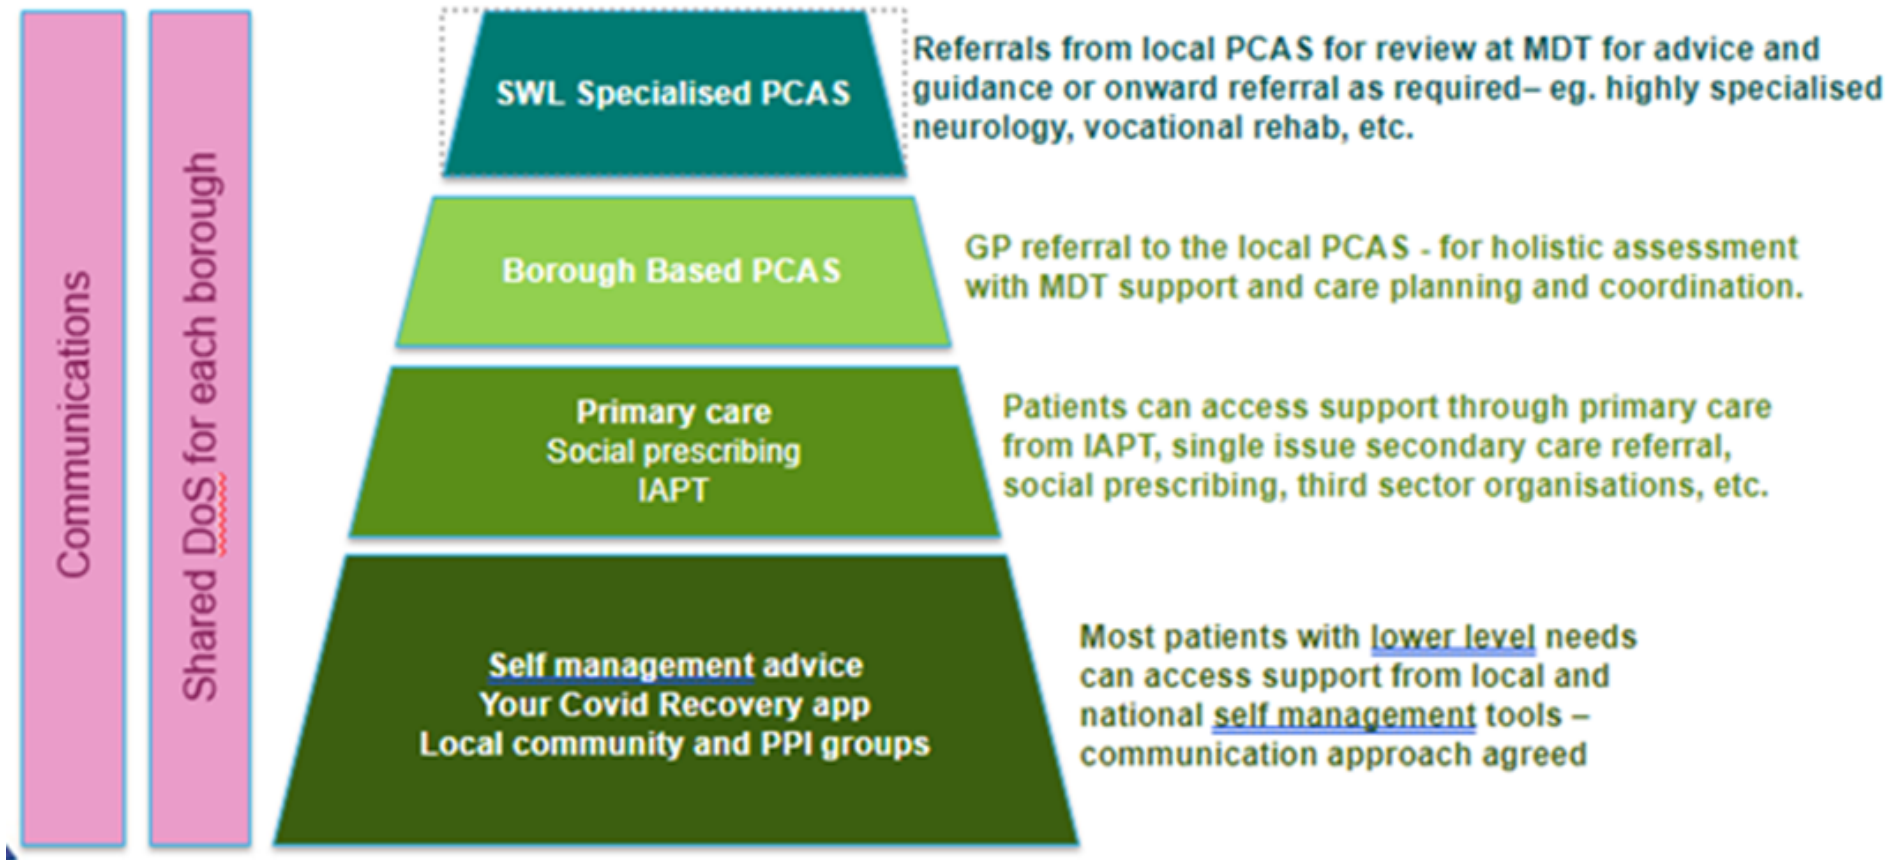 Communications
Shared DoS for each borough
SWL Specialised PCAS
Referrals from local PCAS for review at MDT for advice and
guidance or onward referral as required– eg. highly specialised
neurology, vocational rehab, etc.
Borough Based PCAS
GP referral to the local PCAS - for holistic assessment
with MDT support and care planning and coordination.
Primary care
Social prescribing
IAPT
Patients can access support through primary care
from IAPT, single issue secondary care referral,
social prescribing, third sector organisations, etc.
Self management advice
Your Covid Recovery app
Local community and PPI groups
Most patients with lower level needs
can access support from local and
national self management tools –
communication approach agreed